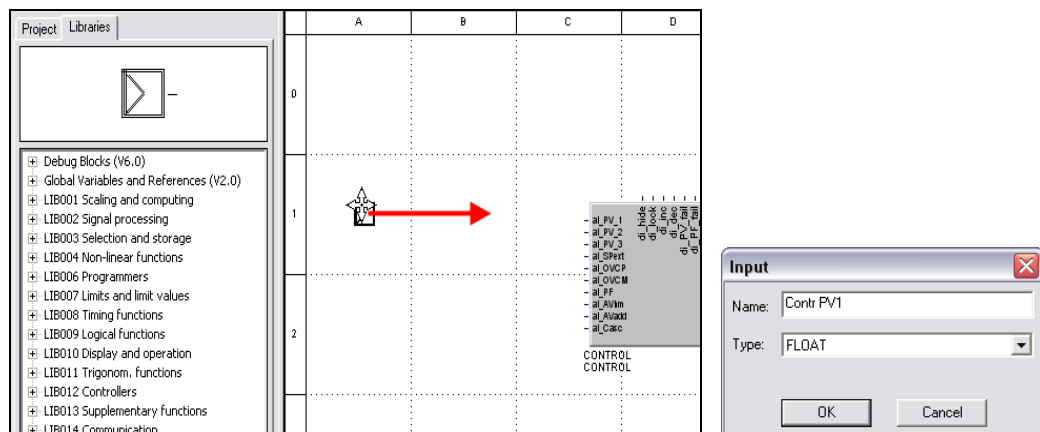 Project Libraries
A B C D
0
Debug Blocks (V6.0)
Global Variables and References (V2.0)
LIB001 Scaling and computing
LIB002 Signal processing
LIB003 Selection and storage
LIB004 Non-linear functions
LIB006 Programmers
LIB007 Limits and limit values
LIB008 Timing functions
LIB009 Logical functions
LIB010 Display and operation
LIB011 Trigonom. functions
LIB012 Controllers
LIB013 Supplementary functions
LIB014 Communication
1
di_hide
di_lock
di_inc
di_dec
di_PV_fail
di_PF_fail
aI_PV_1
aI_PV_2
aI_PV_3
aI_SPext
aI_OVCP
aI_OVCM
aI_PF
aI_AVlim
aI_AVadd
aI_Casc
2
CONTROL
CONTROL
Input
Name: Contr PV1
Type: FLOAT
OK Cancel